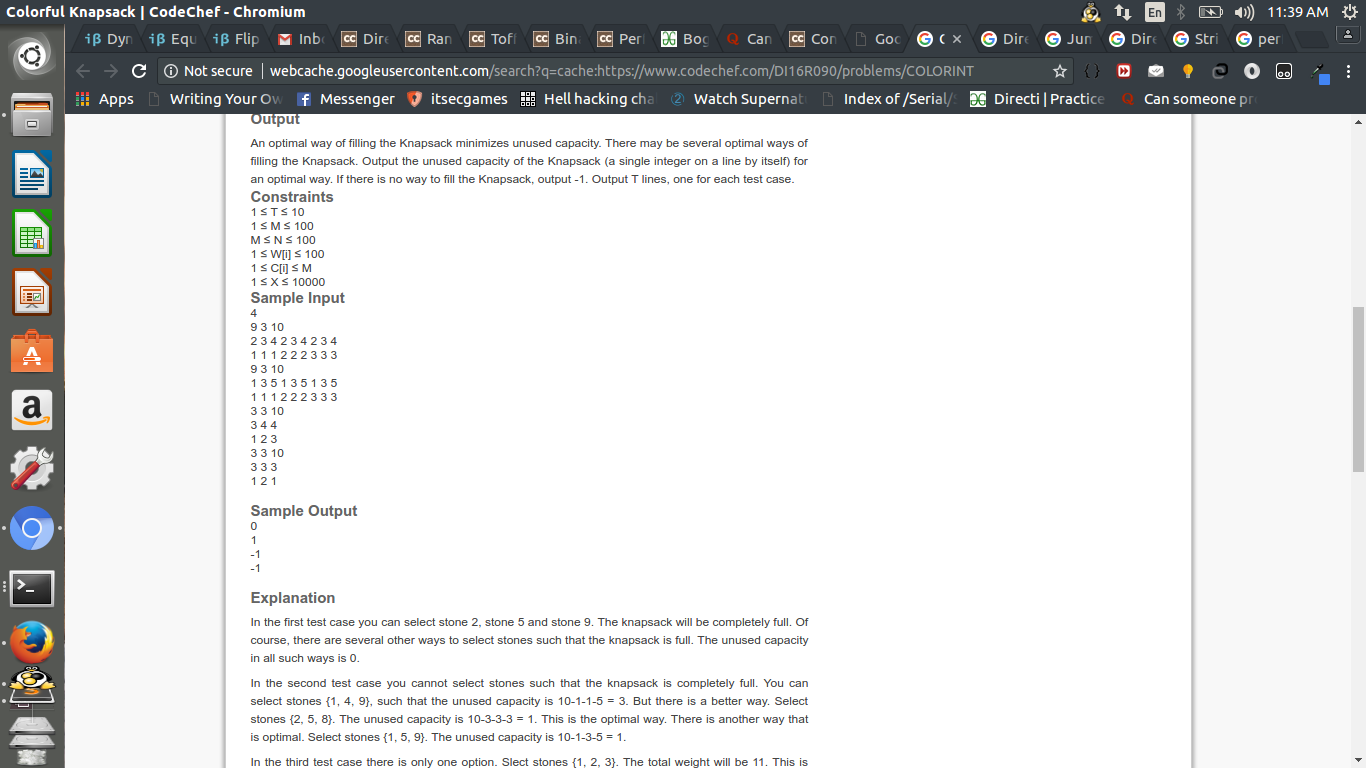 Colorful Knapsack | CodeChef - Chromium
En
11:39 AM
iβ Dyn
iβ Equ
iβ Flip
Inb
CC Dire
CC Ran
CC Tof
CC Bin
CC Per
Bog
Can
CC Con
Goo
G C ×
G Dire
G Jun
G Dire
G Stri
G per
Not secure | webcache.googleusercontent.com/search?q=cache:https://www.codechef.com/DI16R090/problems/COLORINT
Apps
Writing Your Ow
Messenger
itsecgames
Hell hacking cha
Watch Supernat
Index of /Serial/
Directi | Practice
Can someone pr
Output
An optimal way of filling the Knapsack minimizes unused capacity. There may be several optimal ways of
filling the Knapsack. Output the unused capacity of the Knapsack (a single integer on a line by itself) for
an optimal way. If there is no way to fill the Knapsack, output -1. Output T lines, one for each test case.
Constraints
1 ≤ T ≤ 10
1 ≤ M ≤ 100
M ≤ N ≤ 100
1 ≤ W[i] ≤ 100
1 ≤ C[i] ≤ M
1 ≤ X ≤ 10000
Sample Input
4
9 3 10
2 3 4 2 3 4 2 3 4
1 1 1 2 2 2 3 3 3
9 3 10
1 3 5 1 3 5 1 3 5
1 1 1 2 2 2 3 3 3
3 3 10
3 4 4
1 2 3
3 3 10
3 3 3
1 2 1
Sample Output
0
1
-1
-1
Explanation
In the first test case you can select stone 2, stone 5 and stone 9. The knapsack will be completely full. Of
course, there are several other ways to select stones such that the knapsack is full. The unused capacity
in all such ways is 0.
In the second test case you cannot select stones such that the knapsack is completely full. You can
select stones {1, 4, 9}, such that the unused capacity is 10-1-1-5 = 3. But there is a better way. Select
stones {2, 5, 8}. The unused capacity is 10-3-3-3 = 1. This is the optimal way. There is another way that
is optimal. Select stones {1, 5, 9}. The unused capacity is 10-1-3-5 = 1.
In the third test case there is only one option. Slect stones {1, 2, 3}. The total weight will be 11. This is